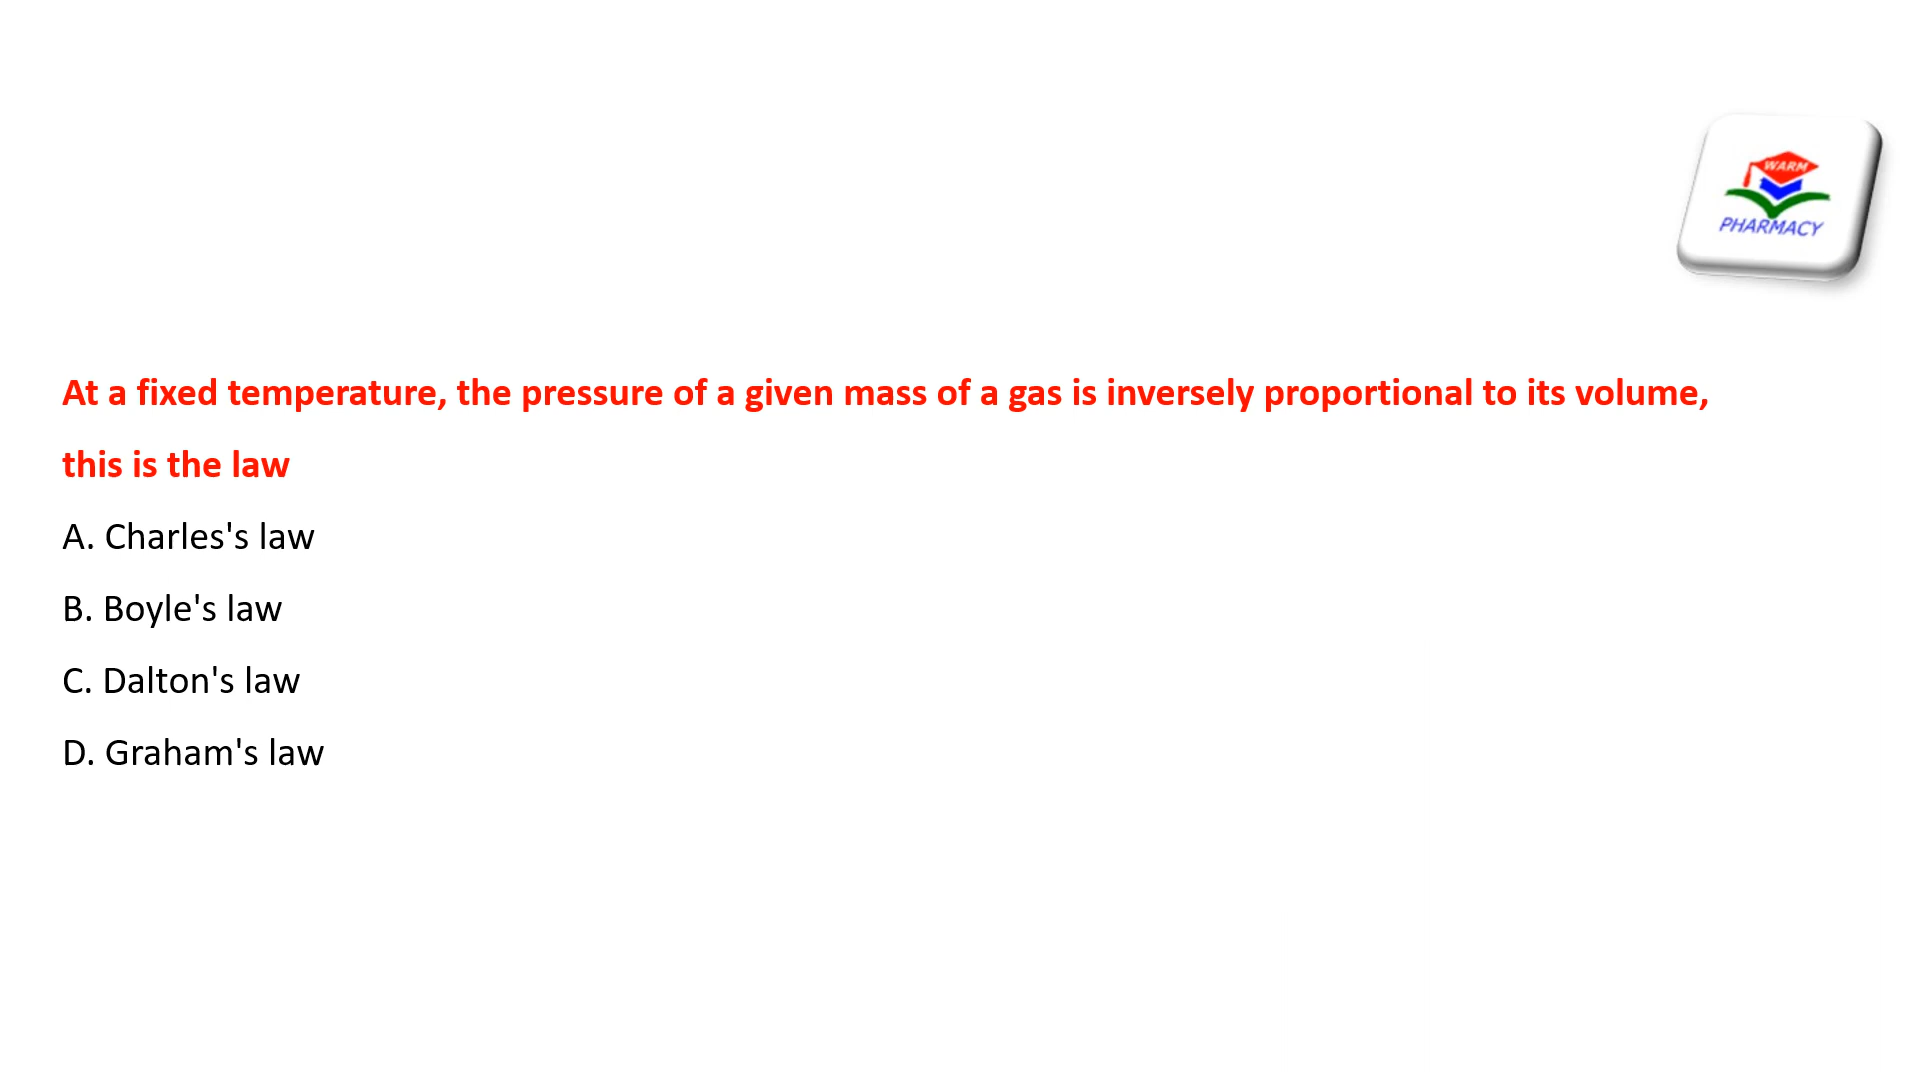 WARM
PHARMACY
At a fixed temperature, the pressure of a given mass of a gas is inversely proportional to its volume,
this is the law
A. Charles's law
B. Boyle's law
C. Dalton's law
D. Graham's law